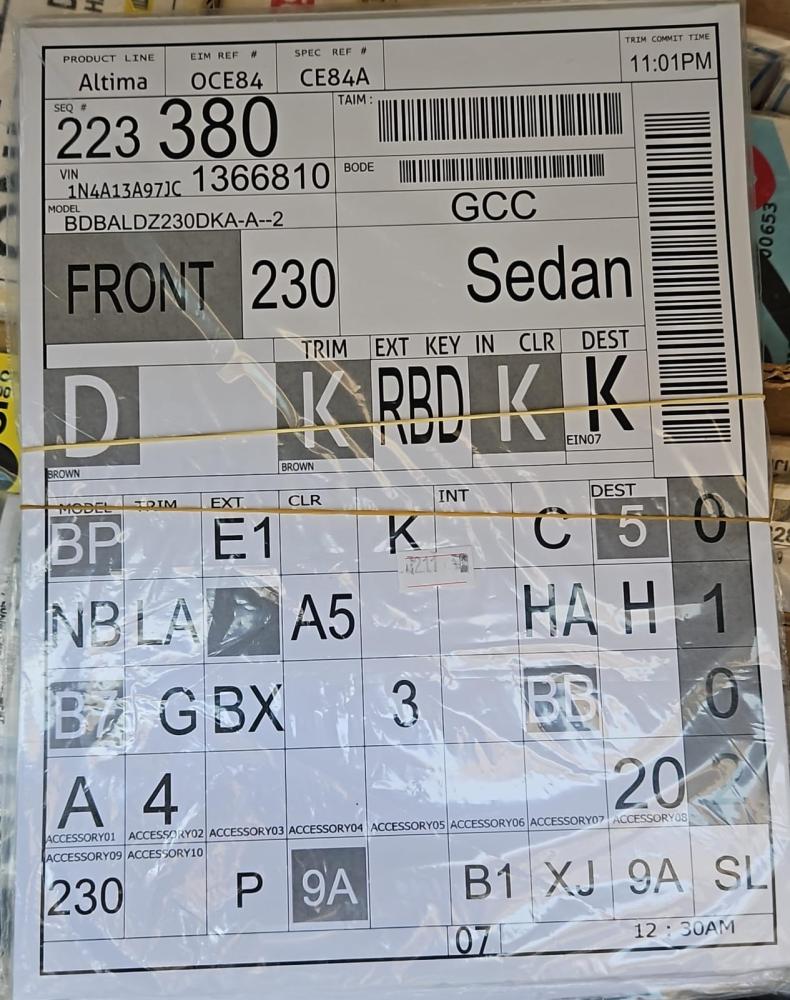 PRODUCT LINE EIM REF # SPEC REF # TRIM COMMIT TIME
Altima OCE84 CE84A 11:01PM
SEQ # TAIM :
223 380
VIN 1N4A13A97JC 1366810 BODE
MODEL GCC
BDBALDZ230DKA-A--2
FRONT 230 Sedan
TRIM EXT KEY IN CLR DEST
D K RBD K K
EIN07
BROWN BROWN
MODEL TRIM EXT CLR INT DEST
BP E1 K C 5 0
NB LA A5 HA H 1
B7 G BX 3 BB 0
A 4 20
ACCESSORY01 ACCESSORY02 ACCESSORY03 ACCESSORY04 ACCESSORY05 ACCESSORY06 ACCESSORY07 ACCESSORY08
ACCESSORY09 ACCESSORY10
230 P 9A B1 XJ 9A SL
07 12 : 30AM
00653